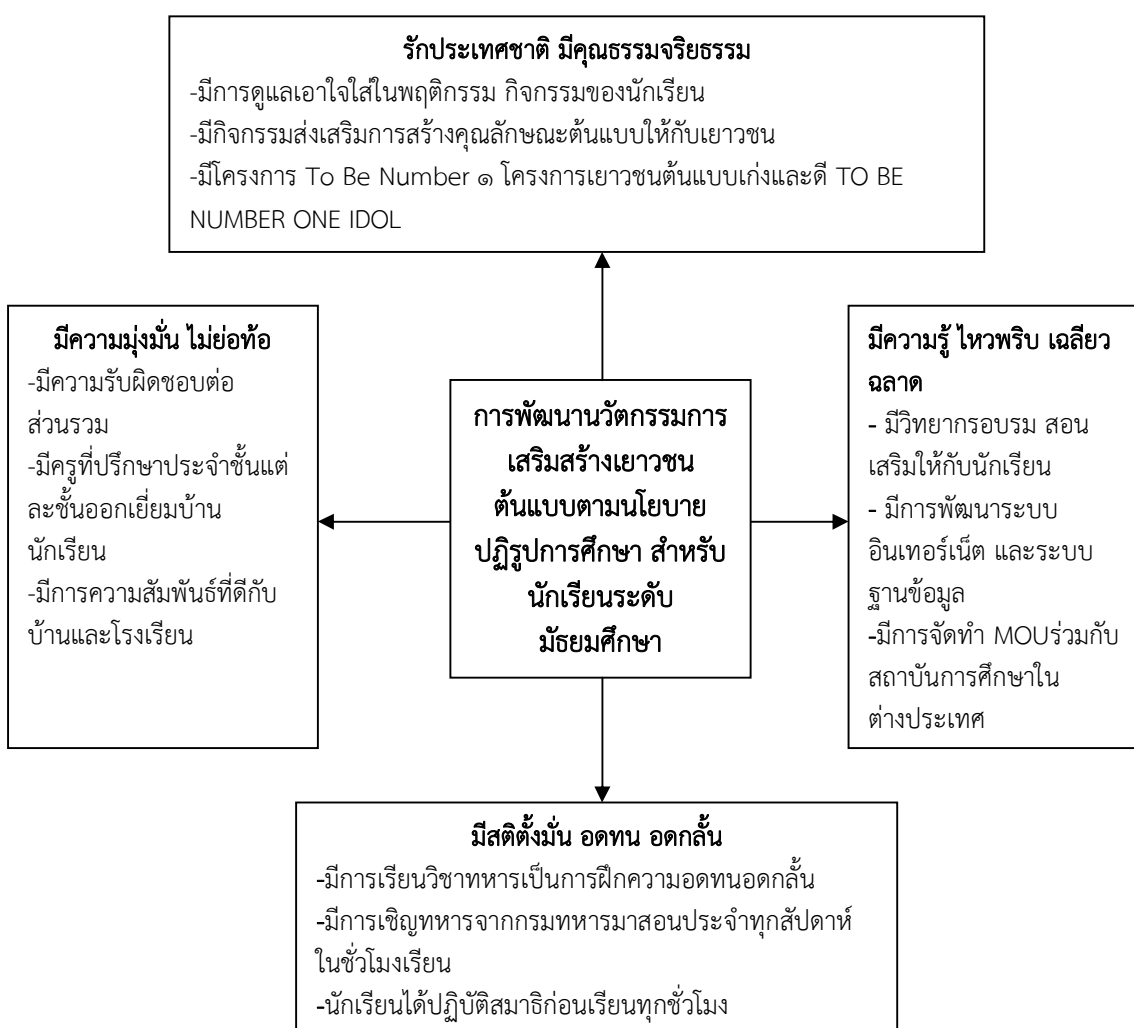 รักประเทศชาติ มีคุณธรรมจริยธรรม
-มีการดูแลเอาใจใส่ในพฤติกรรม กิจกรรมของนักเรียน
-มีกิจกรรมส่งเสริมการสร้างคุณลักษณะต้นแบบให้กับเยาวชน
-มีโครงการ To Be Number ๑ โครงการเยาวชนต้นแบบเก่งและดี TO BE
NUMBER ONE IDOL
มีความมุ่งมั่น ไม่ย่อท้อ
-มีความรับผิดชอบต่อ
ส่วนรวม
-มีครูที่ปรึกษาประจำชั้นแต่
ละชั้นออกเยี่ยมบ้าน
นักเรียน
-มีการความสัมพันธ์ที่ดีกับ
บ้านและโรงเรียน
การพัฒนานวัตกรรมการ
เสริมสร้างเยาวชน
ต้นแบบตามนโยบาย
ปฏิรูปการศึกษา สำหรับ
นักเรียนระดับ
มัธยมศึกษา
มีความรู้ ไหวพริบ เฉลียว
ฉลาด
- มีวิทยากรอบรม สอน
เสริมให้กับนักเรียน
- มีการพัฒนาระบบ
อินเทอร์เน็ต และระบบ
ฐานข้อมูล
-มีการจัดทำ MOUร่วมกับ
สถาบันการศึกษาใน
ต่างประเทศ
มีสติตั้งมั่น อดทน อดกลั้น
-มีการเรียนวิชาทหารเป็นการฝึกความอดทนอดกลั้น
-มีการเชิญทหารจากกรมทหารมาสอนประจำทุกสัปดาห์
ในชั่วโมงเรียน
-นักเรียนได้ปฏิบัติสมาธิก่อนเรียนทุกชั่วโมง